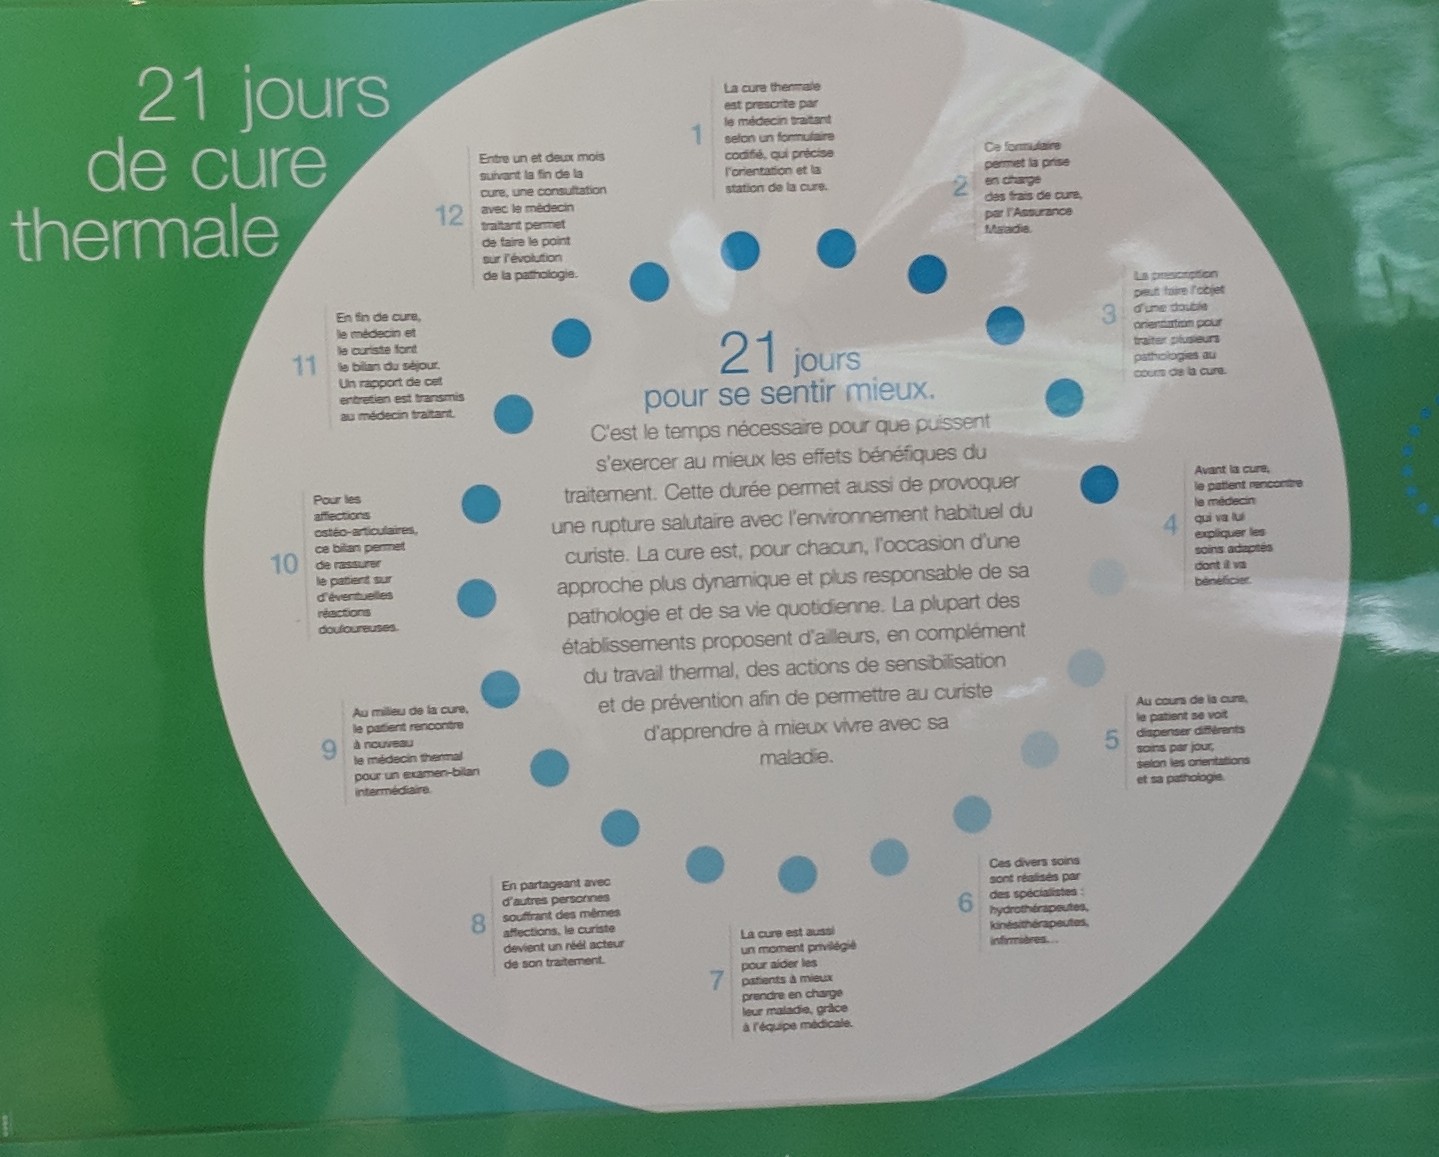 21 jours
de cure
thermale
1
La cure thermale
est prescrite par
le médecin traitant
selon un formulaire
codifié, qui précise
l'orientation et la
station de la cure.
2
Ce formulaire
permet la prise
en charge
des frais de cure,
par l'Assurance
Maladie.
3
La prescription
peut faire l'objet
d'une double
orientation pour
traiter plusieurs
pathologies au
cours de la cure.
4
Avant la cure,
le patient rencontre
le médecin
qui va lui
expliquer les
soins adaptés
dont il va
bénéficier.
5
Au cours de la cure,
le patient se voit
dispenser différents
soins par jour,
selon les orientations
et sa pathologie.
6
Ces divers soins
sont réalisés par
des spécialistes :
hydrothérapeutes,
kinésithérapeutes,
infirmières...
7
La cure est aussi
un moment privilégié
pour aider les
patients à mieux
prendre en charge
leur maladie, grâce
à l'équipe médicale.
8
En partageant avec
d'autres personnes
souffrant des mêmes
affections, le curiste
devient un réél acteur
de son traitement.
9
Au milieu de la cure,
le patient rencontre
à nouveau
le médecin thermal
pour un examen-bilan
intermédiaire.
10
Pour les
affections
ostéo-articulaires,
ce bilan permet
de rassurer
le patient sur
d'éventuelles
réactions
douloureuses.
11
En fin de cure,
le médecin et
le curiste font
le bilan du séjour.
Un rapport de cet
entretien est transmis
au médecin traitant.
12
Entre un et deux mois
suivant la fin de la
cure, une consultation
avec le médecin
traitant permet
de faire le point
sur l'évolution
de la pathologie.
21 jours
pour se sentir mieux.
C'est le temps nécessaire pour que puissent
s'exercer au mieux les effets bénéfiques du
traitement. Cette durée permet aussi de provoquer
une rupture salutaire avec l'environnement habituel du
curiste. La cure est, pour chacun, l'occasion d'une
approche plus dynamique et plus responsable de sa
pathologie et de sa vie quotidienne. La plupart des
établissements proposent d'ailleurs, en complément
du travail thermal, des actions de sensibilisation
et de prévention afin de permettre au curiste
d'apprendre à mieux vivre avec sa
maladie.